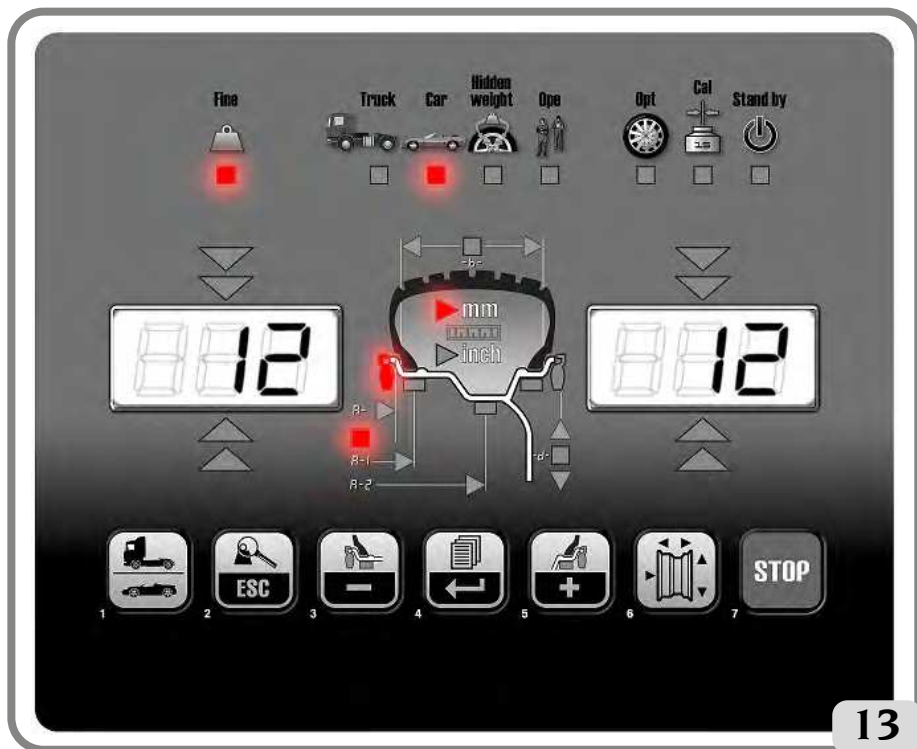 Fine
Truck Car Hidden weight Ope
Opt Cal Stand by
15
-b-
mm
inch
12
12
A-
A-1
A-2
-d-
ESC
-
+
STOP
1 2 3 4 5 6 7
13